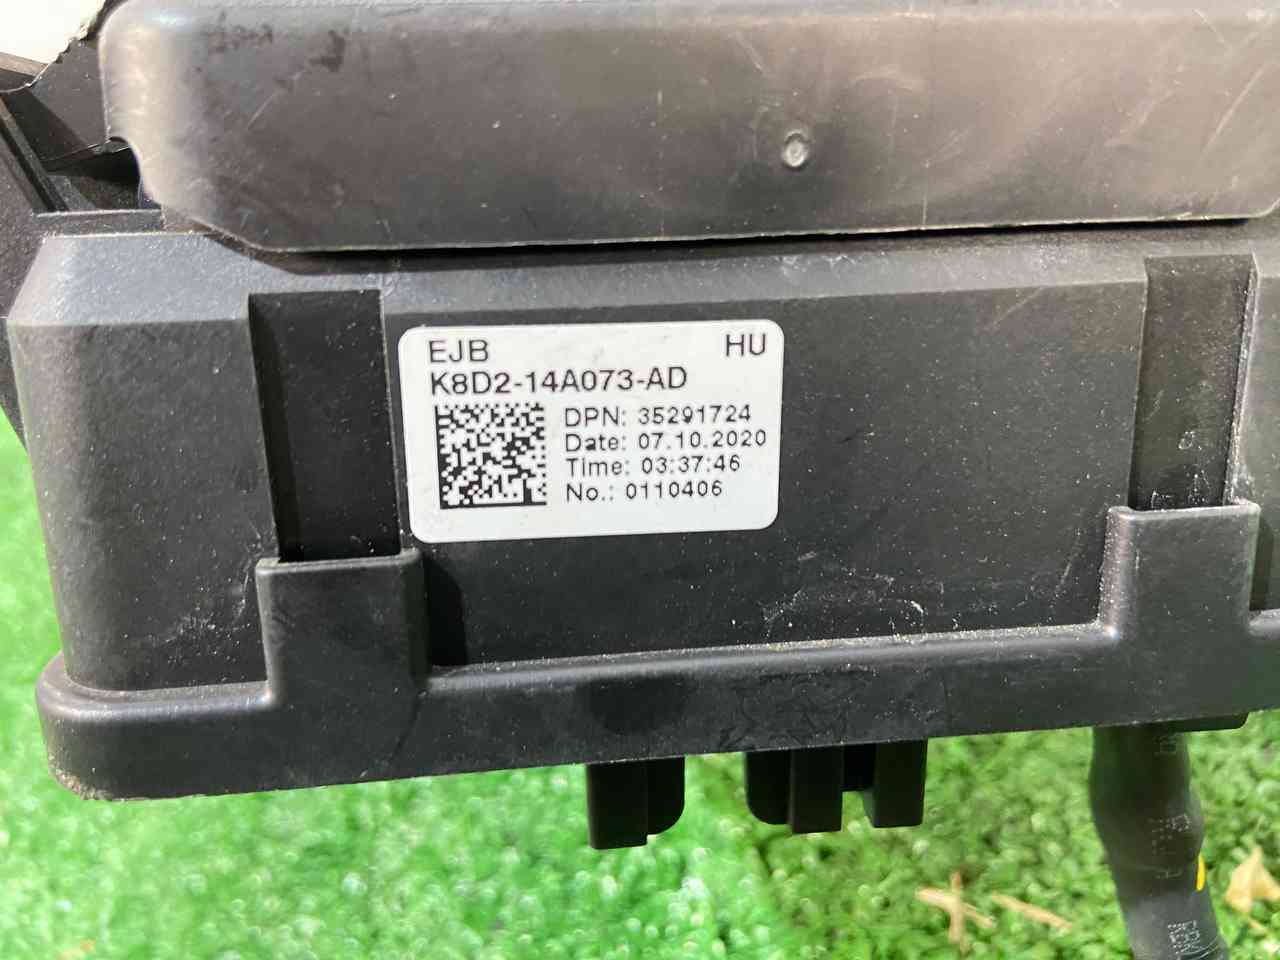 EJB HU
K8D2-14A073-AD
DPN: 35291724
Date: 07.10.2020
Time: 03:37:46
No.: 0110406